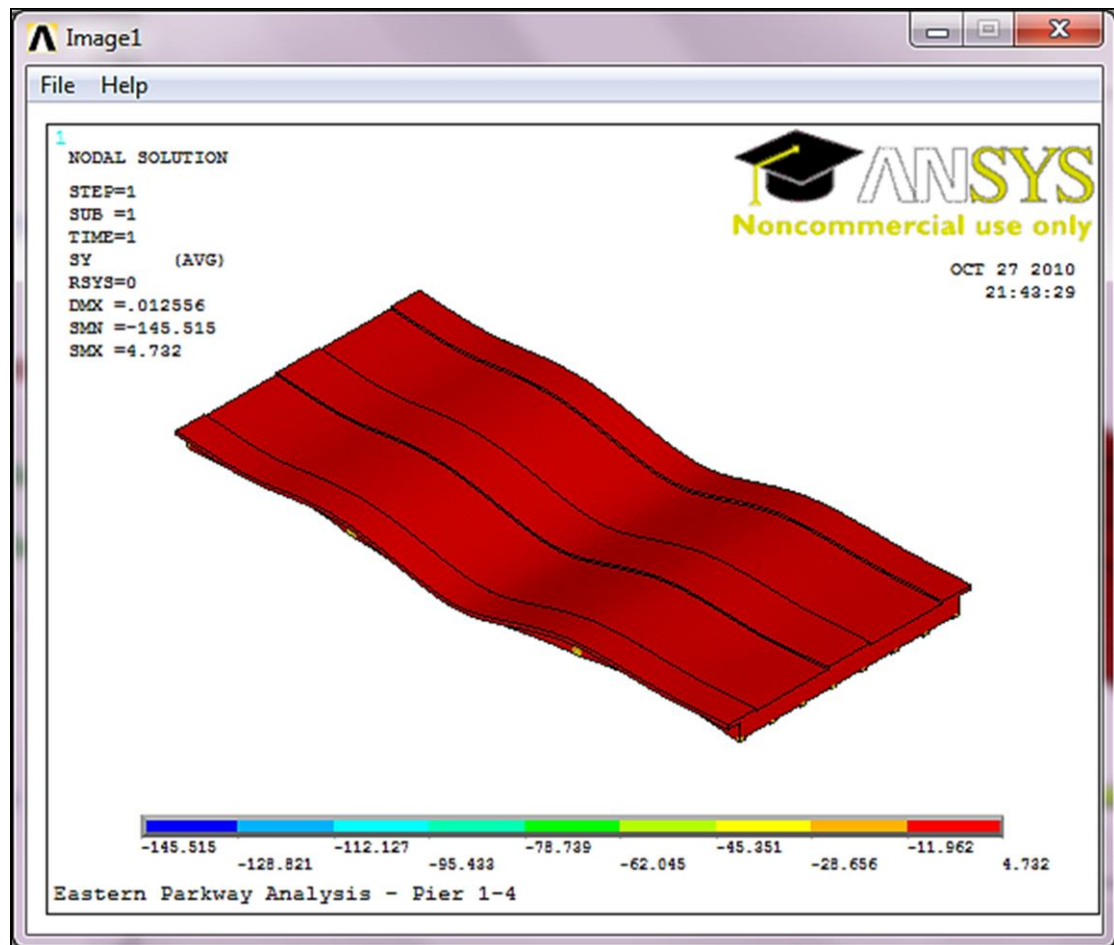 Image1
File Help
1
NODAL SOLUTION
STEP=1
SUB =1
TIME=1
SY (AVG)
RSYS=0
DMX =.012556
SMN =-145.515
SMX =4.732
ANSYS
Noncommercial use only
OCT 27 2010
21:43:29
-145.515 -112.127 -78.739 -45.351 -11.962
-128.821 -95.433 -62.045 -28.656 4.732
Eastern Parkway Analysis - Pier 1-4